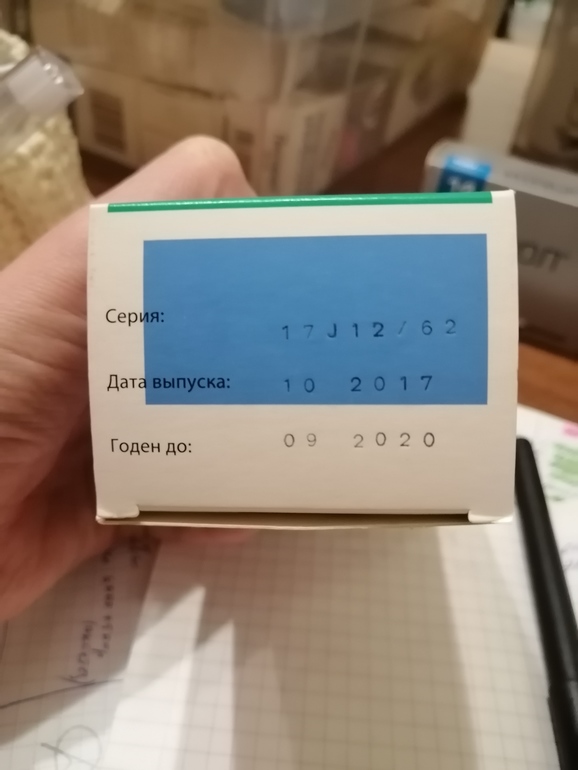 Серия: 17J12/62
Дата выпуска: 10 2017
Годен до: 09 2020